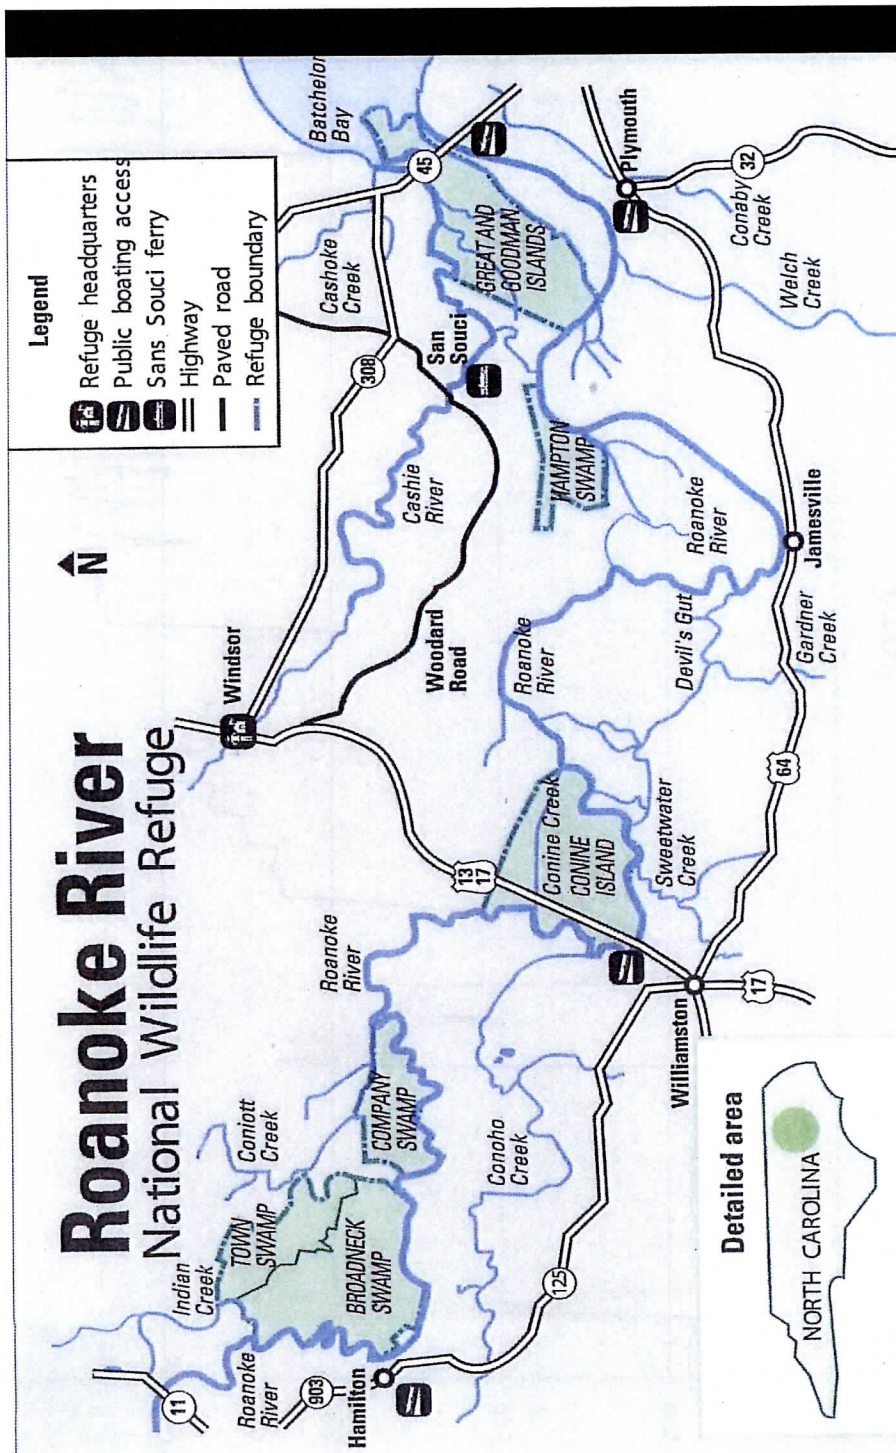 Roanoke River
National Wildlife Refuge
N
Legend
Refuge headquarters
Public boating access
Sans Souci ferry
Highway
Paved road
Refuge boundary
11
Indian
Creek
Roanoke
River
903
Hamilton
TOWN
SWAMP
BROADNECK
SWAMP
Coniott
Creek
COMPANY
SWAMP
Roanoke
River
Conoho
Creek
125
Windsor
13
17
Conine Creek
CONINE
ISLAND
Sweetwater
Creek
Williamston
17
64
Woodard
Road
Cashie
River
308
Cashoke
Creek
San
Souci
45
Batchelor
Bay
GREAT AND
GOODMAN
ISLANDS
HAMPTON
SWAMP
Roanoke
River
Roanoke
River
Devil's Gut
Gardner
Creek
Jamesville
Welch
Creek
Conaby
Creek
Plymouth
32
Detailed area
NORTH CAROLINA